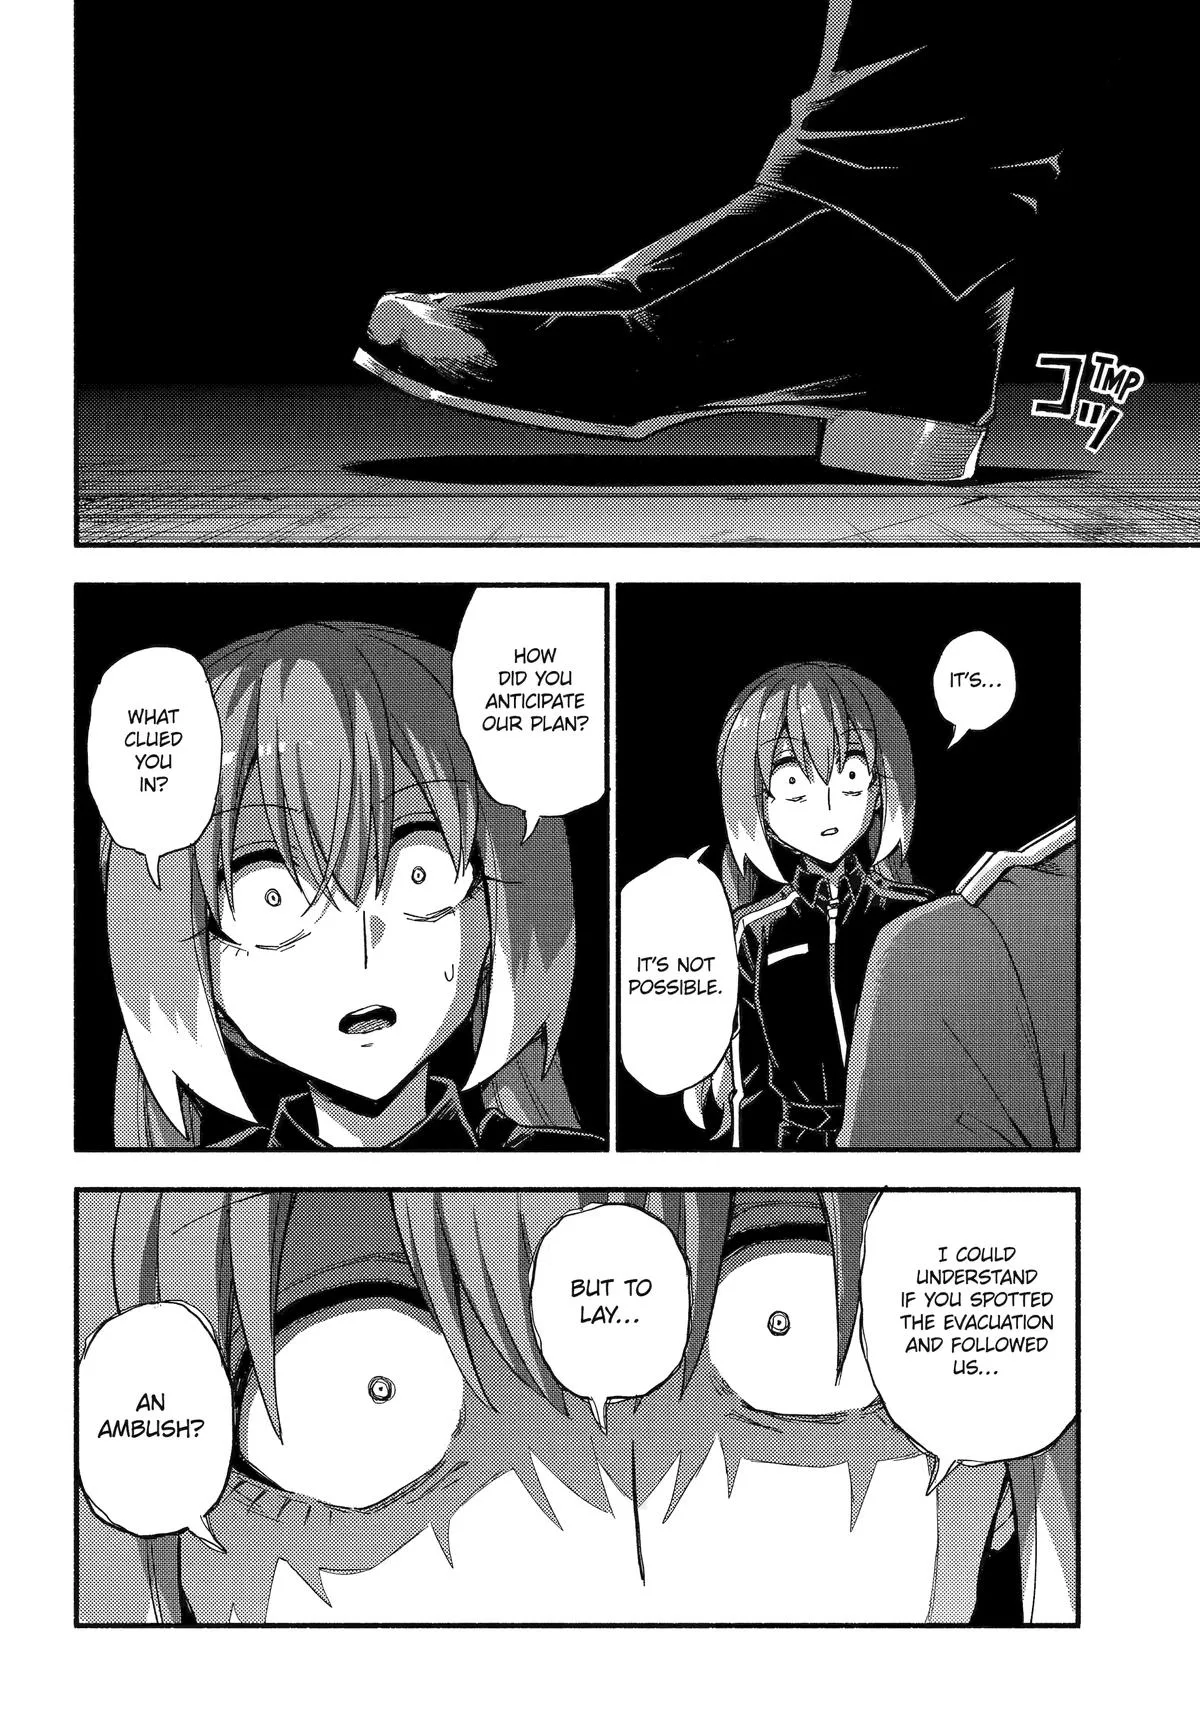 コツ
TMP
IT'S...
IT'S NOT
POSSIBLE.
HOW
DID YOU
ANTICIPATE
OUR PLAN?
WHAT
CLUED
YOU
IN?
I COULD
UNDERSTAND
IF YOU SPOTTED
THE EVACUATION
AND FOLLOWED
US...
BUT TO
LAY...
AN
AMBUSH?